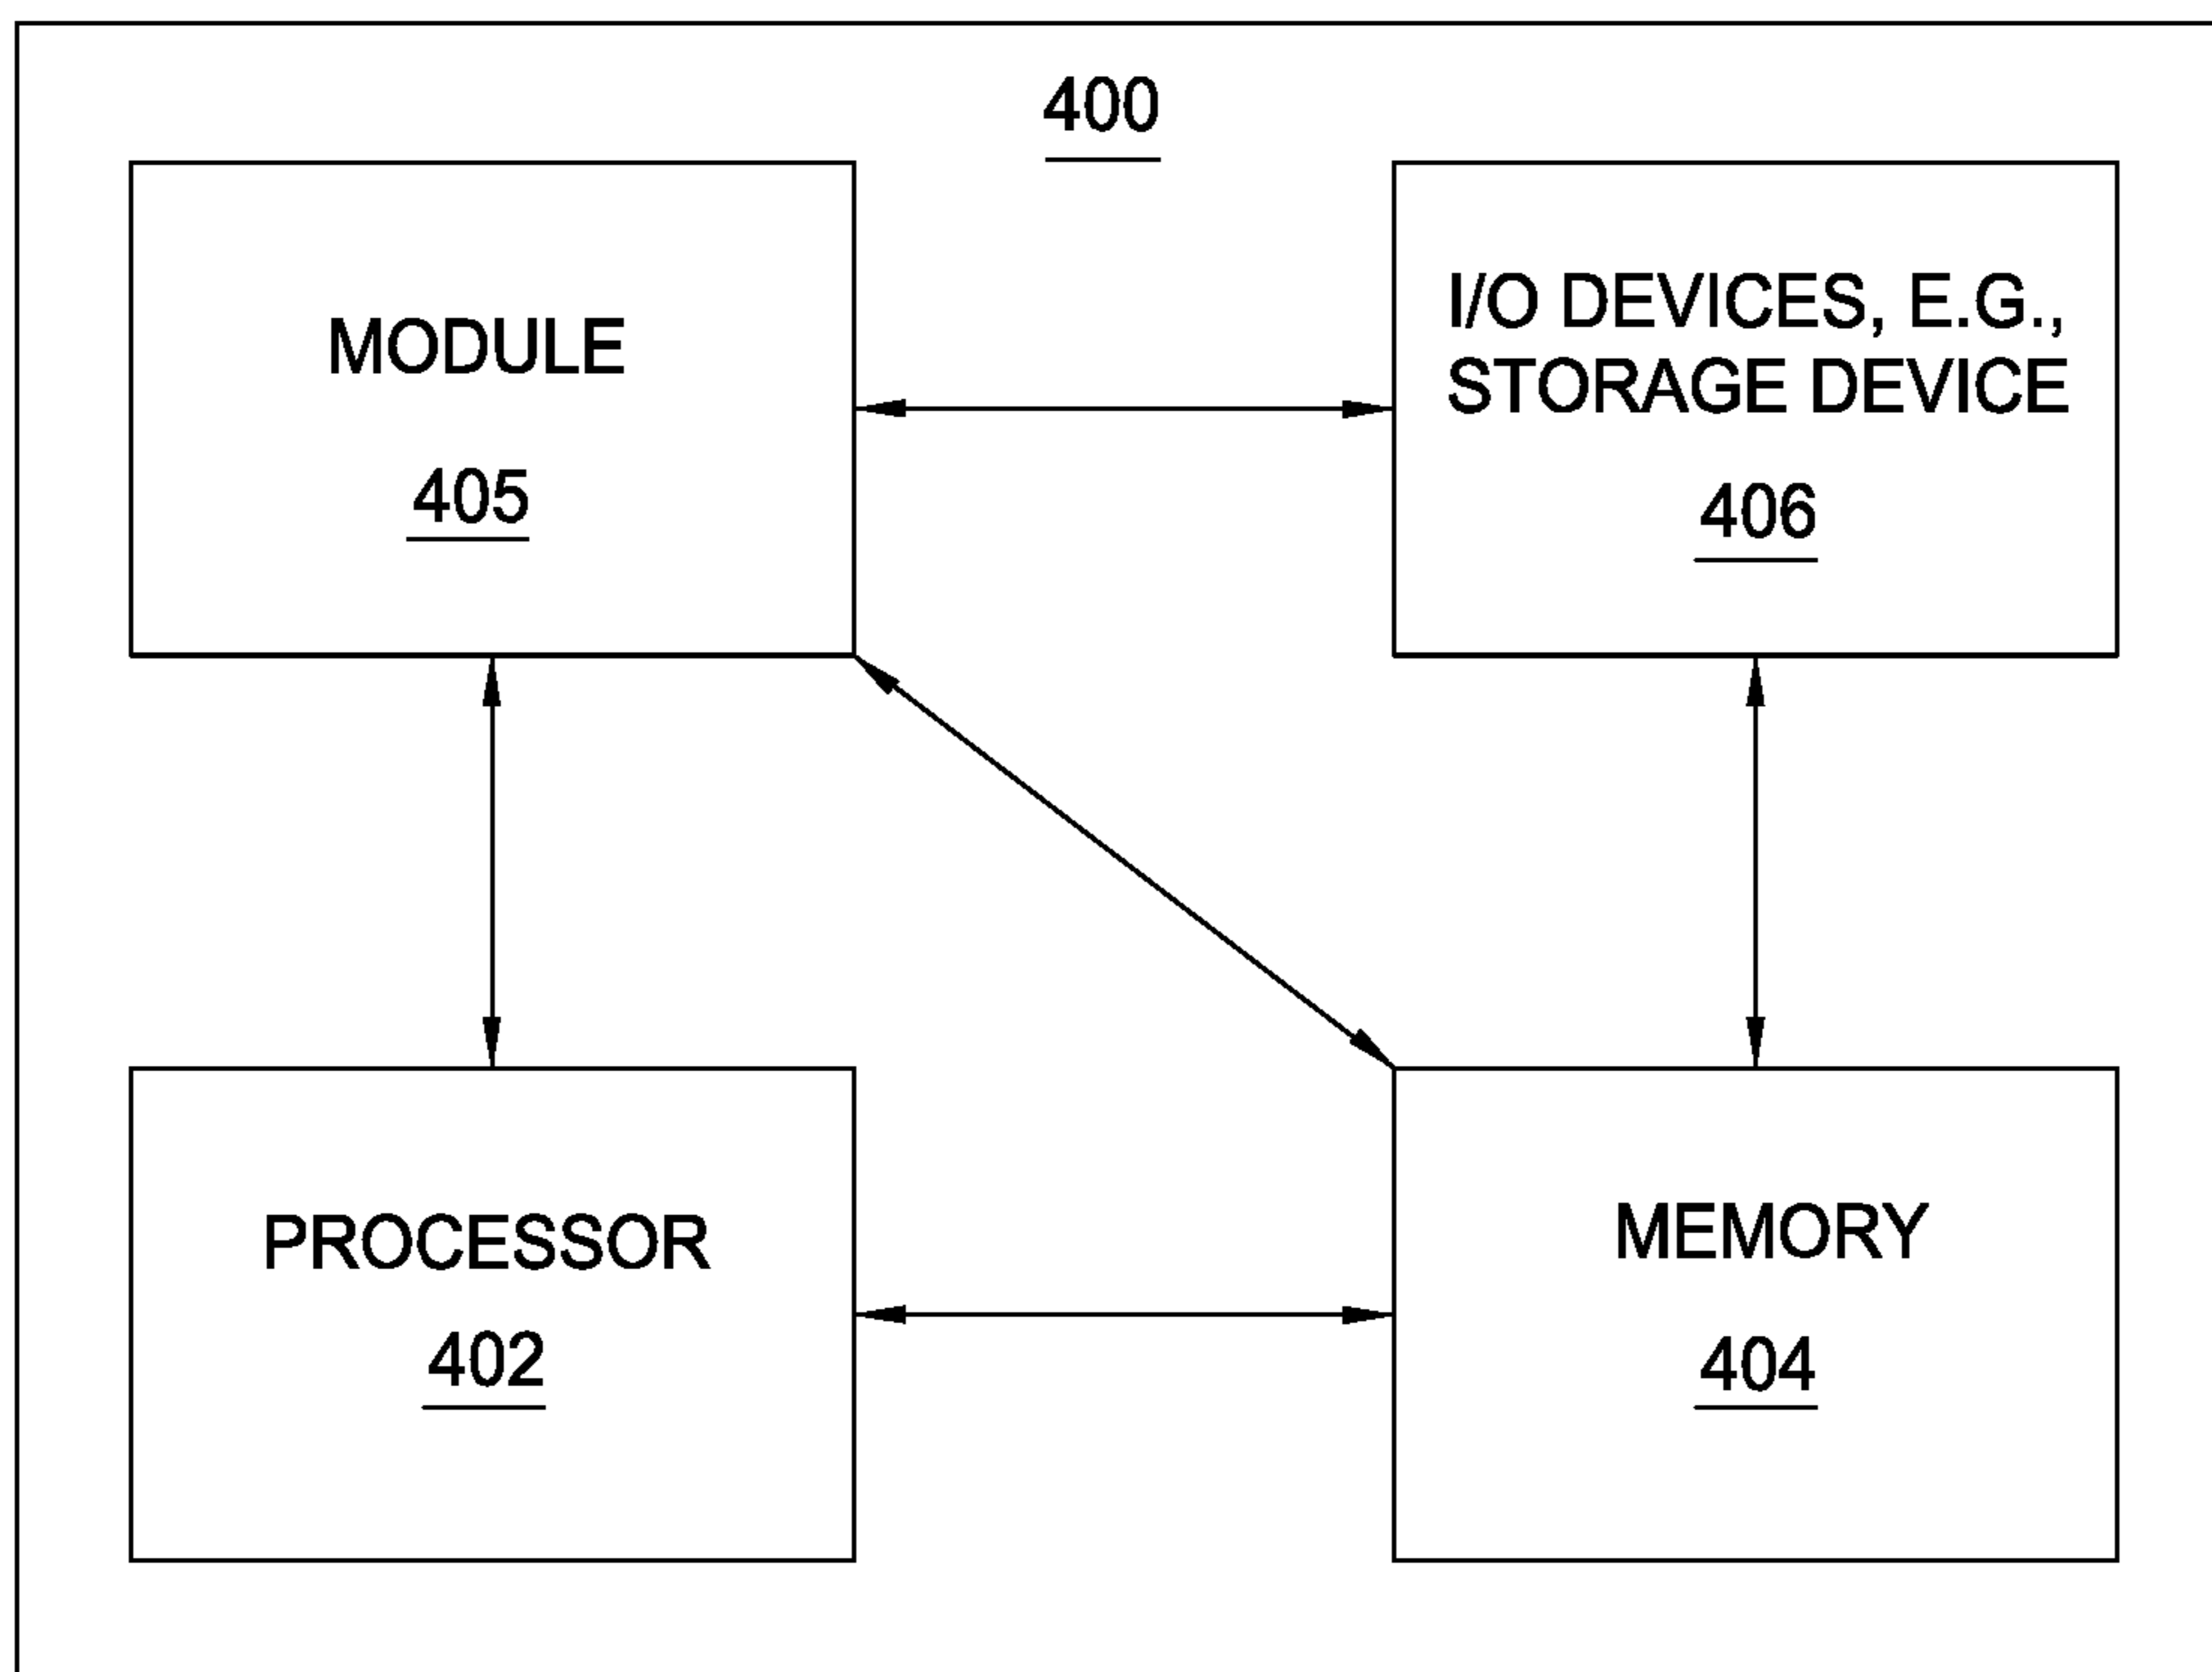 400
MODULE
405
I/O DEVICES, E.G.,
STORAGE DEVICE
406
PROCESSOR
402
MEMORY
404